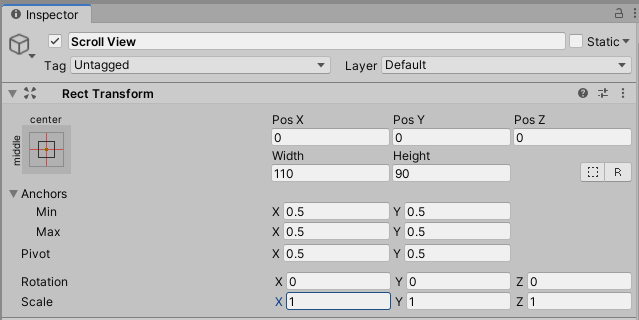 Inspector
Scroll View Static
Tag Untagged Layer Default
Rect Transform
center Pos X Pos Y Pos Z
middle 0 0 0
Width Height
110 90 R
Anchors
Min X 0.5 Y 0.5
Max X 0.5 Y 0.5
Pivot X 0.5 Y 0.5
Rotation X 0 Y 0 Z 0
Scale X 1 Y 1 Z 1